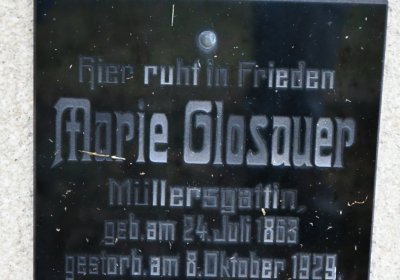 Hier ruht in Frieden
Marie Glosauer
Müllersgattin,
geb. am 24. Juli 1863
gestorb. am 8. Oktober 1929